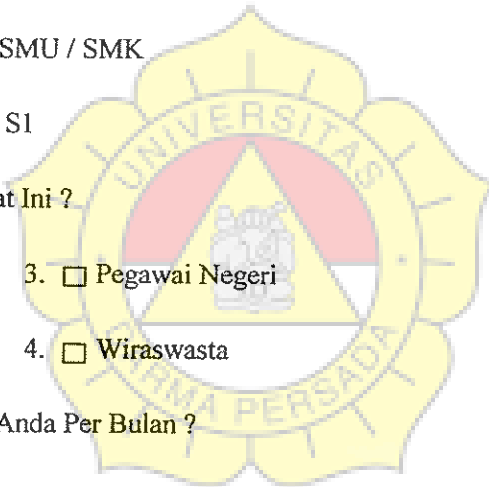 SMU / SMK
S1
at Ini ?
3. □ Pegawai Negeri
4. □ Wiraswasta
Anda Per Bulan ?
UNIVERSITAS
DARMA PERSADA